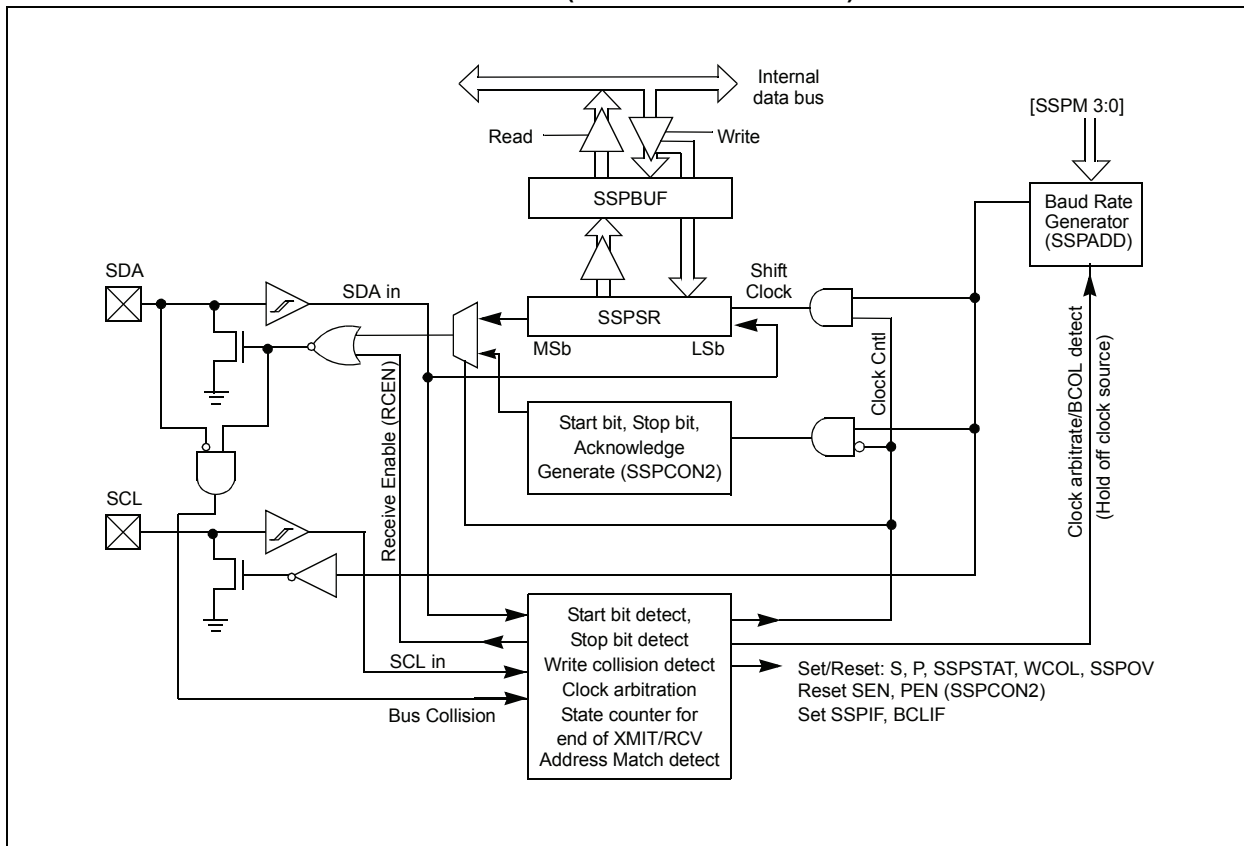 Internal
data bus
[SSPM 3:0]
Read
Write
SSPBUF
Baud Rate
Generator
(SSPADD)
SDA
SDA in
Shift
Clock
SSPSR
MSb
LSb
Receive Enable (RCEN)
Clock Cntl
Clock arbitrate/BCOL detect
(Hold off clock source)
Start bit, Stop bit,
Acknowledge
Generate (SSPCON2)
SCL
SCL in
Bus Collision
Start bit detect,
Stop bit detect
Write collision detect
Clock arbitration
State counter for
end of XMIT/RCV
Address Match detect
Set/Reset: S, P, SSPSTAT, WCOL, SSPOV
Reset SEN, PEN (SSPCON2)
Set SSPIF, BCLIF